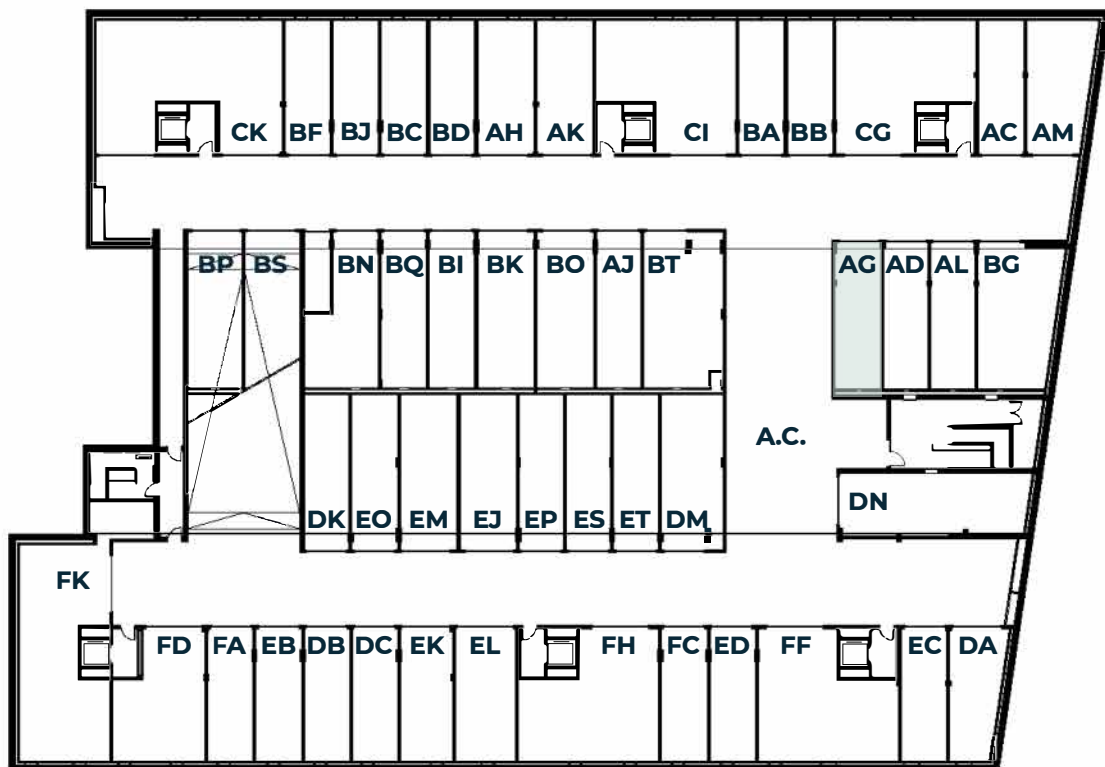 CK BF BJ BC BD AH AK CI BA BB CG AC AM
BP BS BN BQ BI BK BO AJ BT AG AD AL BG
A.C.
DN
DK EO EM EJ EP ES ET DM
FK
FD FA EB DB DC EK EL FH FC ED FF EC DA